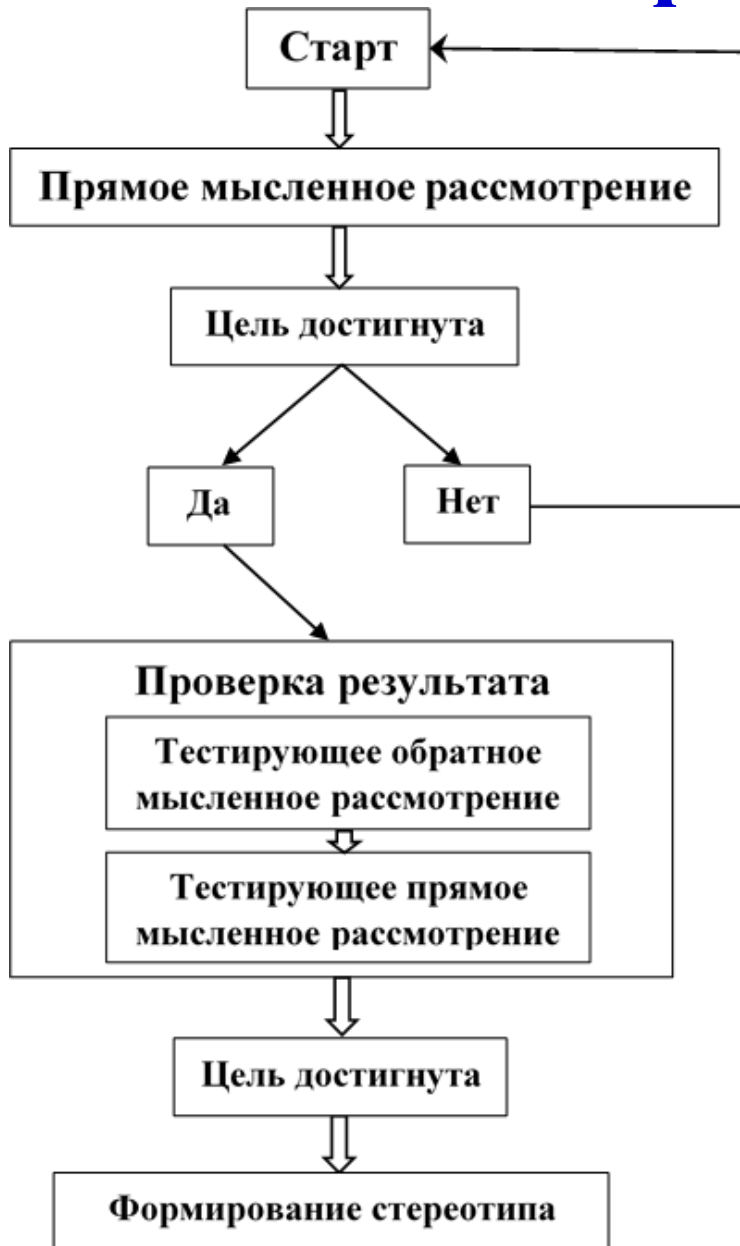 Старт
Прямое мысленное рассмотрение
Цель достигнута
Да
Нет
Проверка результата
Тестирующее обратное
мысленное рассмотрение
Тестирующее прямое
мысленное рассмотрение
Цель достигнута
Формирование стереотипа